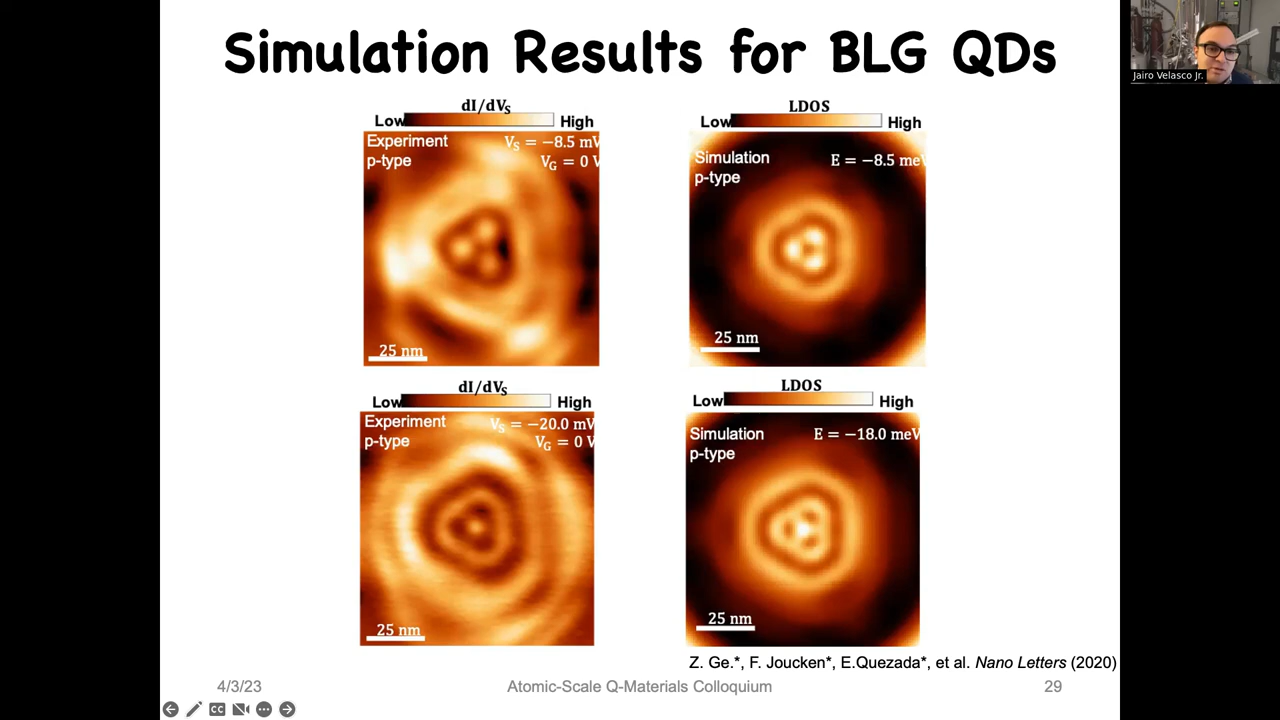 Simulation Results for BLG QDs
Jairo Velasco Jr.
dI/dVS
Low High
Experiment VS = −8.5 mV
p-type VG = 0 V
25 nm
LDOS
Low High
Simulation E = −8.5 meV
p-type
25 nm
dI/dVS
Low High
Experiment VS = −20.0 mV
p-type VG = 0 V
25 nm
LDOS
Low High
Simulation E = −18.0 meV
p-type
25 nm
Z. Ge.*, F. Joucken*, E.Quezada*, et al. Nano Letters (2020)
4/3/23 Atomic-Scale Q-Materials Colloquium 29
CC